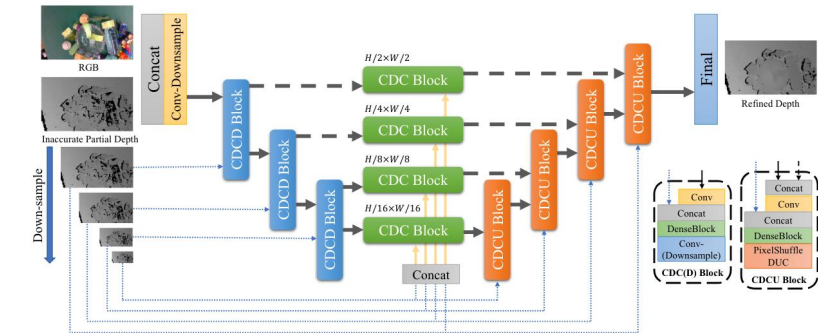 RGB
Inaccurate Partial Depth
Down-sample
Concat
Conv-Downsample
CDCD Block
CDCD Block
CDCD Block
H/2×W/2
CDC Block
H/4×W/4
CDC Block
H/8×W/8
CDC Block
H/16×W/16
CDC Block
Concat
CDCU Block
CDCU Block
CDCU Block
CDCU Block
Final
Refined Depth
Conv
Concat
DenseBlock
Conv-
(Downsample)
CDC(D) Block
Concat
Conv
Concat
DenseBlock
PixelShuffle
DUC
CDCU Block